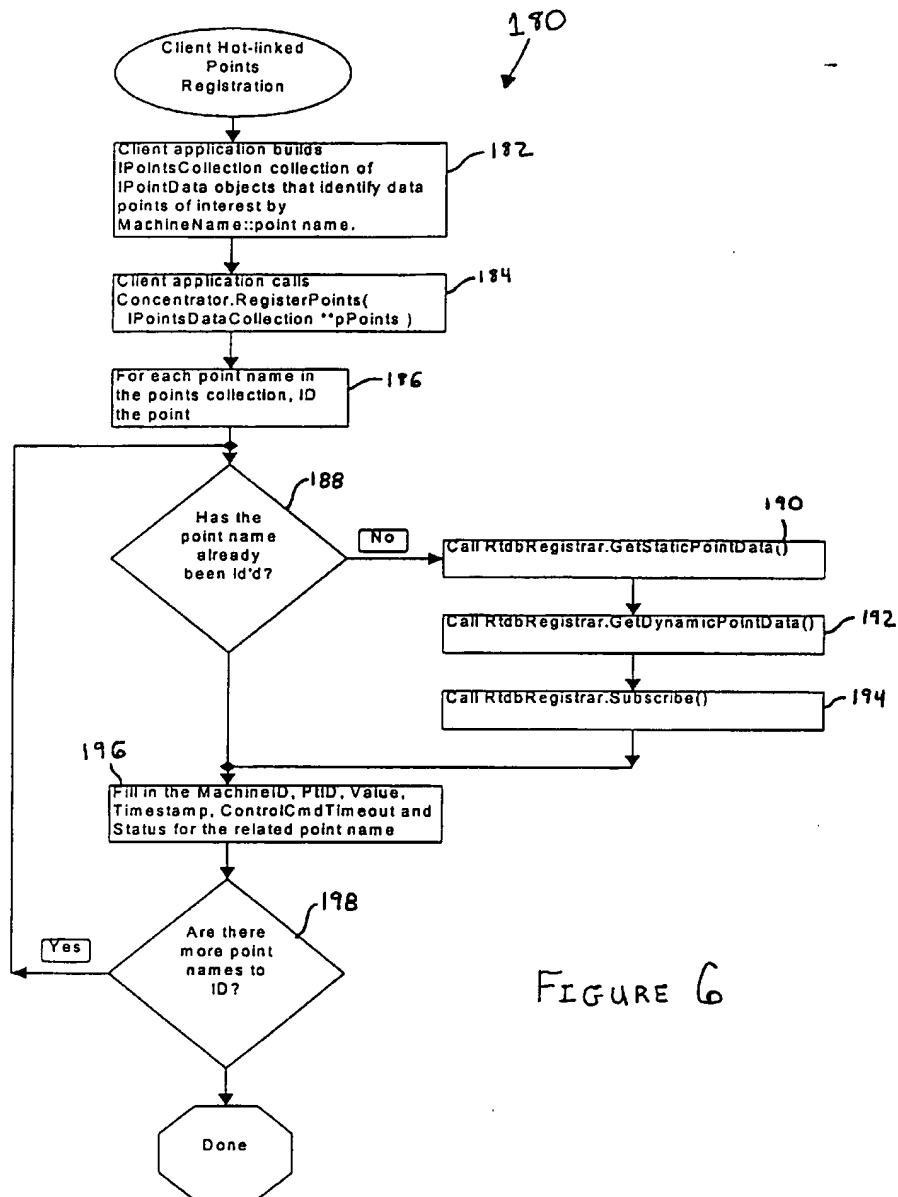 180
Client Hot-linked
Points
Registration
182
Client application builds
IPointsCollection collection of
IPointData objects that identify data
points of interest by
MachineName::point name.
184
Client application calls
Concentrator.RegisterPoints(
IPointsDataCollection **pPoints )
186
For each point name in
the points collection, ID
the point
188
Has the
point name
already
been Id'd?
No
190
Call RtdbRegistrar.GetStaticPointData()
192
Call RtdbRegistrar.GetDynamicPointData()
194
Call RtdbRegistrar.Subscribe()
196
Fill in the MachineID, PtID, Value,
Timestamp, ControlCmdTimeout and
Status for the related point name
198
Are there
more point
names to
ID?
Yes
FIGURE 6
Done